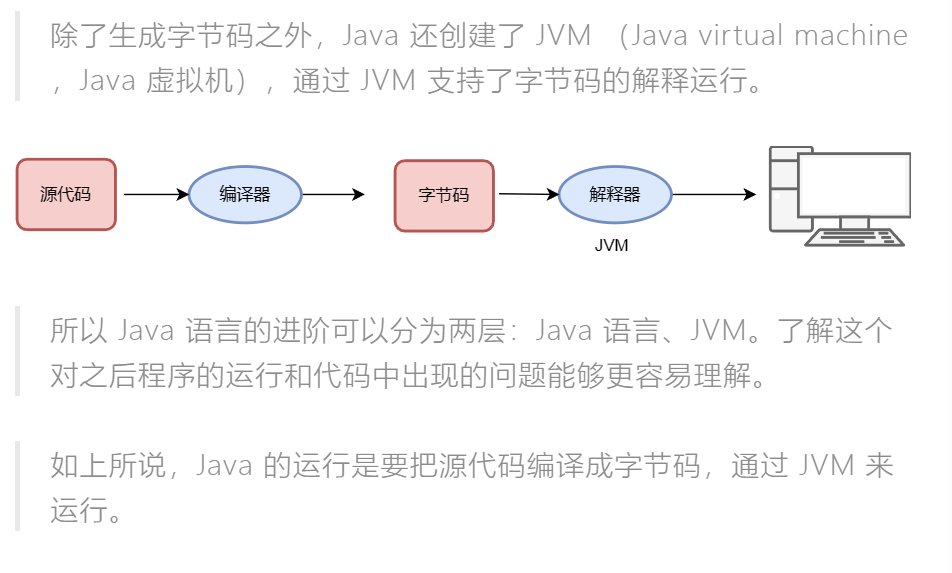 除了生成字节码之外，Java 还创建了 JVM （Java virtual machine
，Java 虚拟机），通过 JVM 支持了字节码的解释运行。
源代码
编译器
字节码
解释器
JVM
所以 Java 语言的进阶可以分为两层：Java 语言、JVM。了解这个
对之后程序的运行和代码中出现的问题能够更容易理解。
如上所说，Java 的运行是要把源代码编译成字节码，通过 JVM 来
运行。